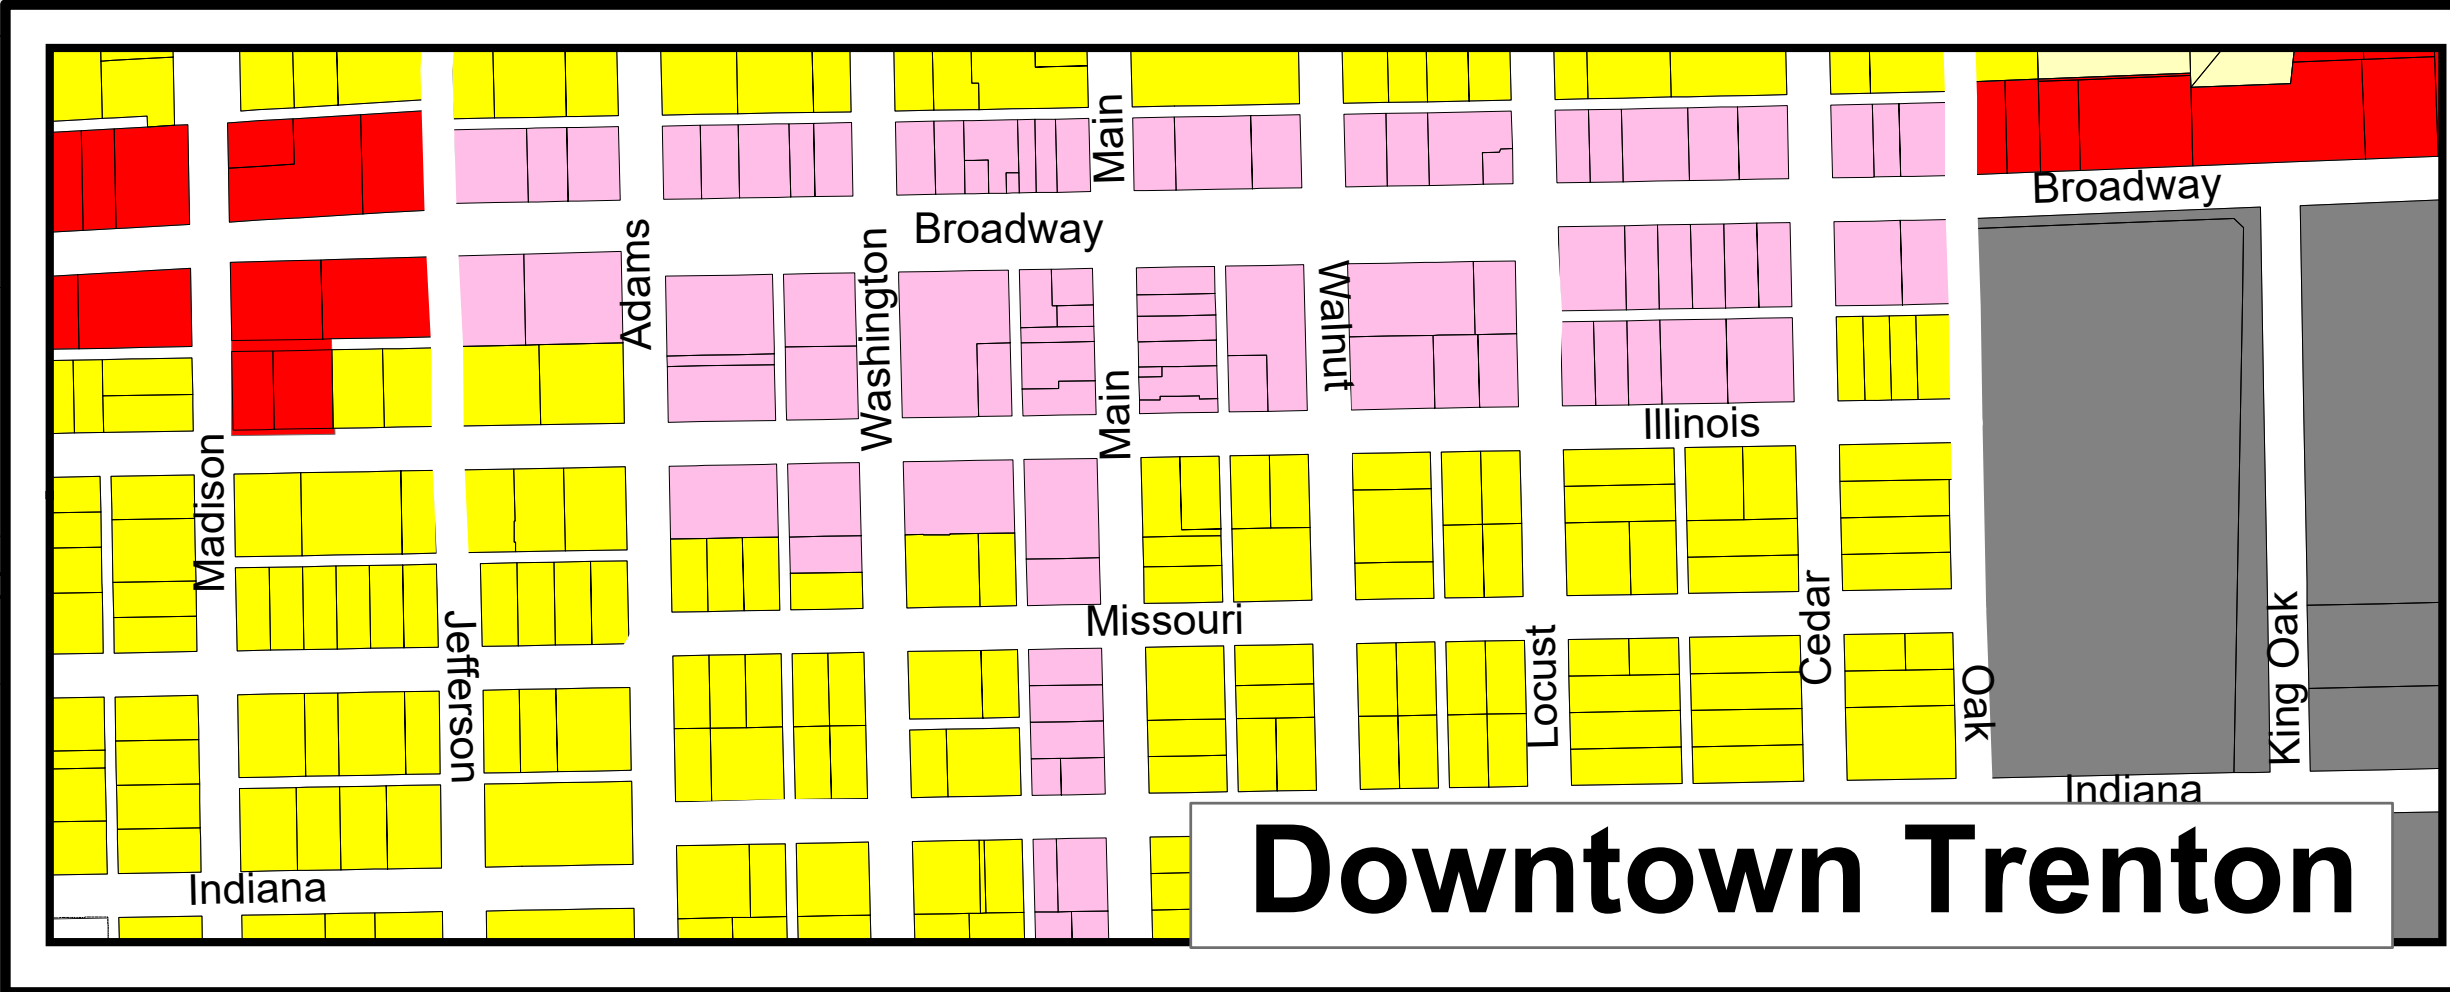 Main
Broadway
Broadway
Adams
Washington
Walnut
Main
Illinois
Madison
Jefferson
Missouri
Locust
Cedar
Oak
King Oak
Indiana
Indiana
Downtown Trenton